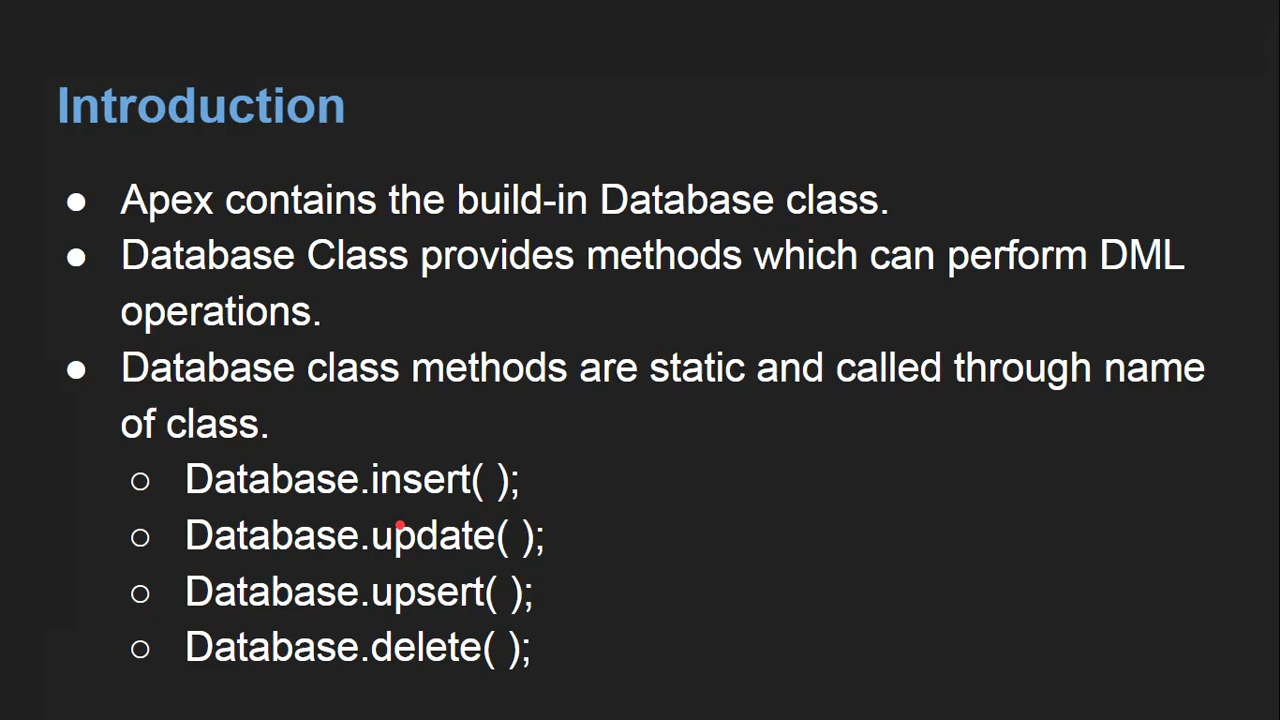 Introduction
● Apex contains the build-in Database class.
● Database Class provides methods which can perform DML
operations.
● Database class methods are static and called through name
of class.
○ Database.insert( );
○ Database.update( );
○ Database.upsert( );
○ Database.delete( );